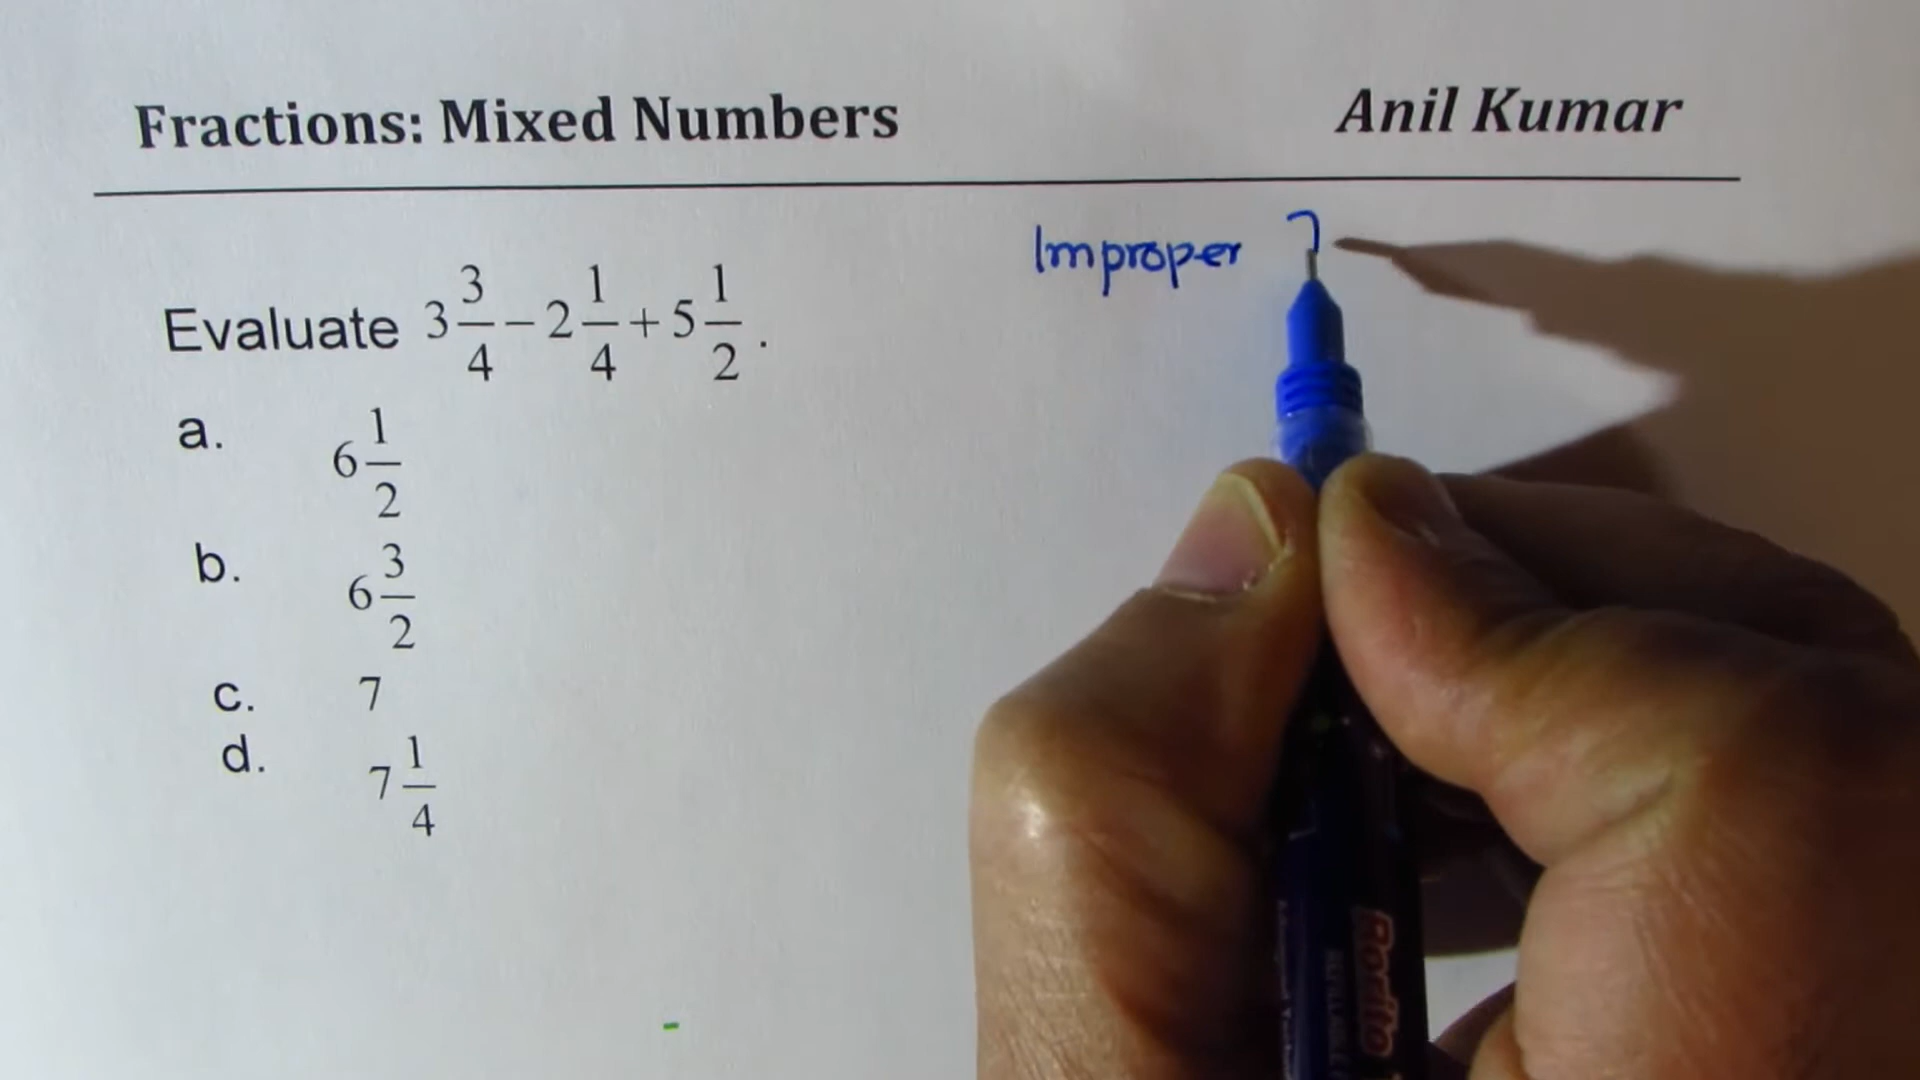 Fractions: Mixed Numbers Anil Kumar
Improper
Evaluate 3 3/4 − 2 1/4 + 5 1/2 .
a. 6 1/2
b. 6 3/2
c. 7
d. 7 1/4